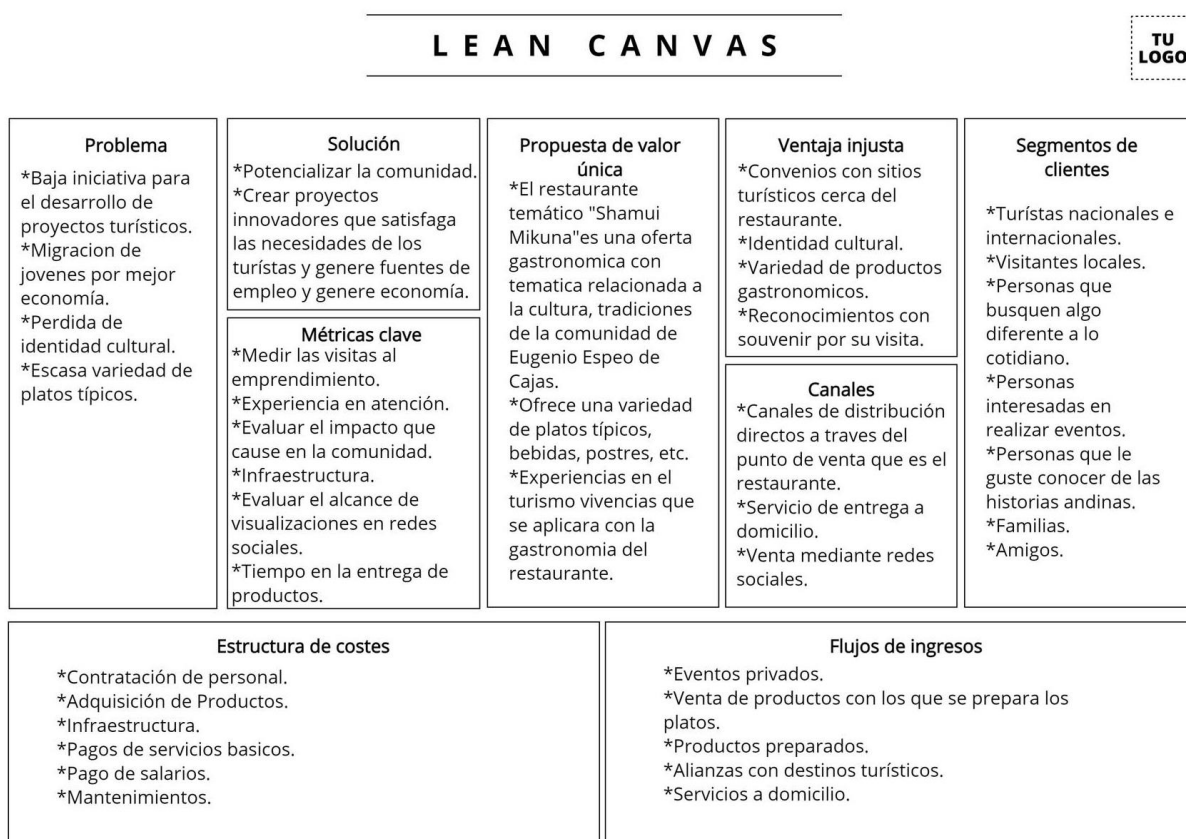 LEAN CANVAS
TU
LOGO
Problema
*Baja iniciativa para
el desarrollo de
proyectos turísticos.
*Migracion de
jovenes por mejor
economía.
*Perdida de
identidad cultural.
*Escasa variedad de
platos típicos.
Solución
*Potencializar la comunidad.
*Crear proyectos
innovadores que satisfaga
las necesidades de los
turístas y genere fuentes de
empleo y genere economía.
Métricas clave
*Medir las visitas al
emprendimiento.
*Experiencia en atención.
*Evaluar el impacto que
cause en la comunidad.
*Infraestructura.
*Evaluar el alcance de
visualizaciones en redes
sociales.
*Tiempo en la entrega de
productos.
Propuesta de valor
única
*El restaurante
temático "Shamui
Mikuna"es una oferta
gastronomica con
tematica relacionada a
la cultura, tradiciones
de la comunidad de
Eugenio Espeo de
Cajas.
*Ofrece una variedad
de platos típicos,
bebidas, postres, etc.
*Experiencias en el
turismo vivencias que
se aplicara con la
gastronomia del
restaurante.
Ventaja injusta
*Convenios con sitios
turísticos cerca del
restaurante.
*Identidad cultural.
*Variedad de productos
gastronomicos.
*Reconocimientos con
souvenir por su visita.
Canales
*Canales de distribución
directos a traves del
punto de venta que es el
restaurante.
*Servicio de entrega a
domicilio.
*Venta mediante redes
sociales.
Segmentos de
clientes
*Turístas nacionales e
internacionales.
*Visitantes locales.
*Personas que
busquen algo
diferente a lo
cotidiano.
*Personas
interesadas en
realizar eventos.
*Personas que le
guste conocer de las
historias andinas.
*Familias.
*Amigos.
Estructura de costes
*Contratación de personal.
*Adquisición de Productos.
*Infraestructura.
*Pagos de servicios basicos.
*Pago de salarios.
*Mantenimientos.
Flujos de ingresos
*Eventos privados.
*Venta de productos con los que se prepara los
platos.
*Productos preparados.
*Alianzas con destinos turísticos.
*Servicios a domicilio.